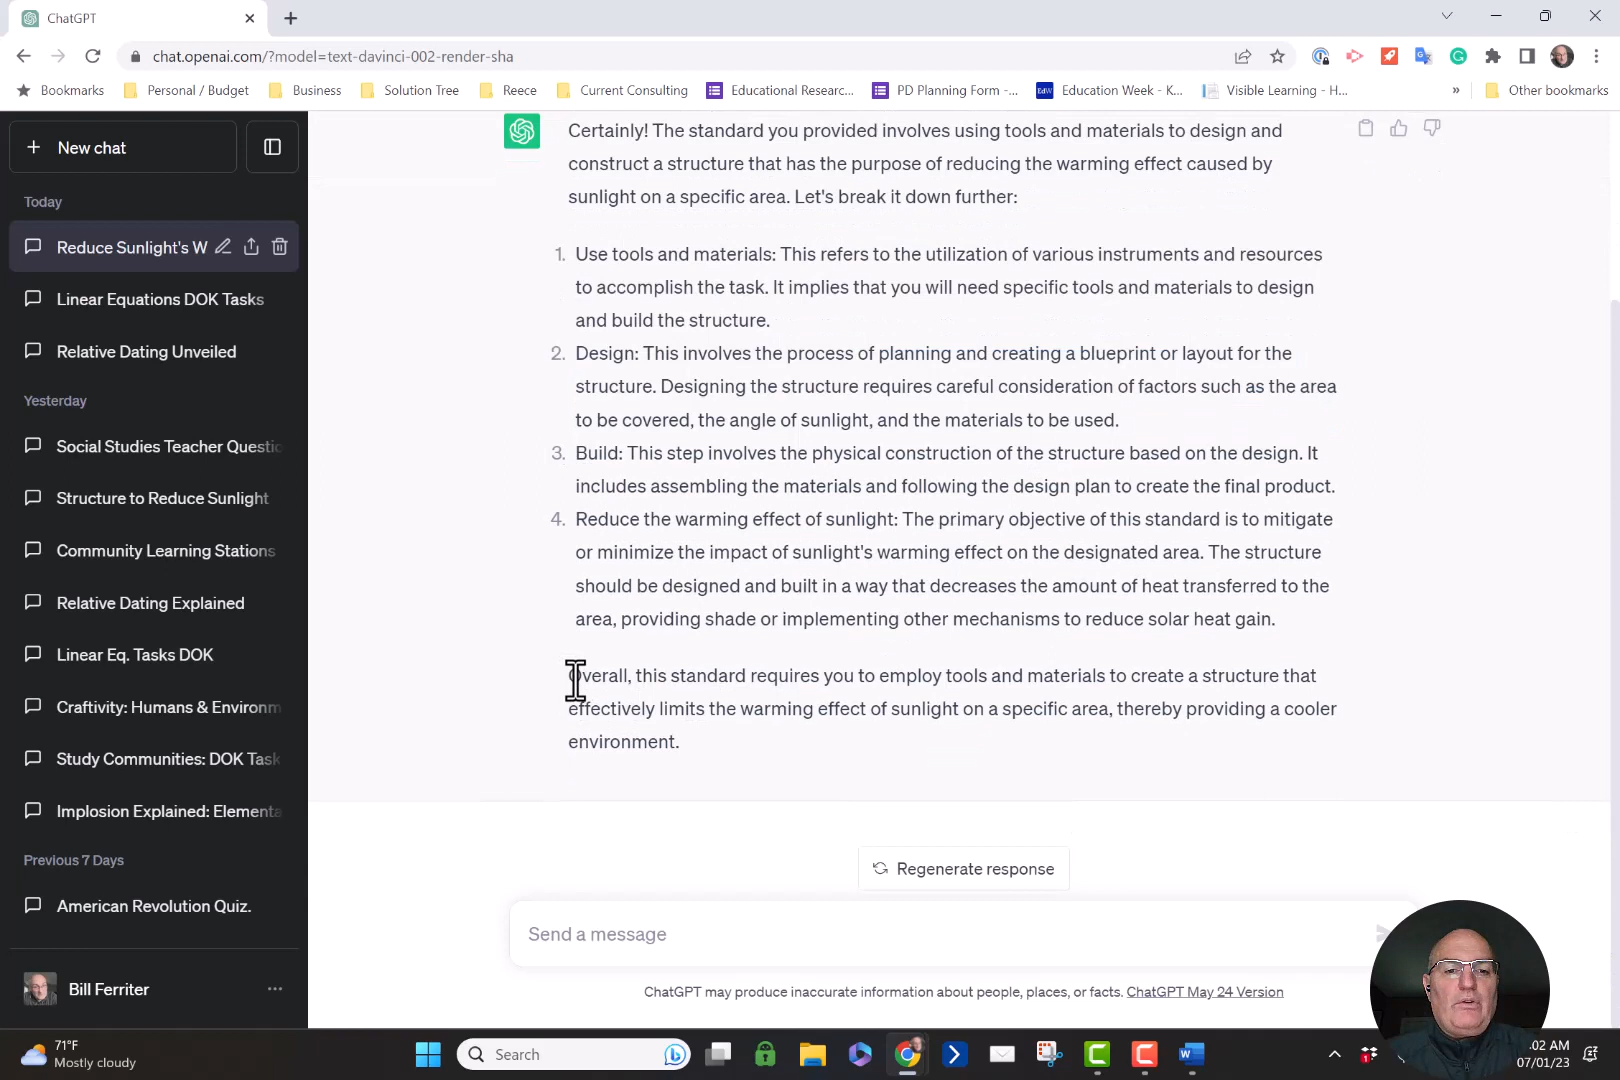 ChatGPT
chat.openai.com/?model=text-davinci-002-render-sha
Bookmarks
Personal / Budget
Business
Solution Tree
Reece
Current Consulting
Educational Researc...
PD Planning Form -...
EdW
Education Week - K...
Visible Learning - H...
»
Other bookmarks
+ New chat
Today
Reduce Sunlight's W
Linear Equations DOK Tasks
Relative Dating Unveiled
Yesterday
Social Studies Teacher Questic
Structure to Reduce Sunlight
Community Learning Stations
Relative Dating Explained
Linear Eq. Tasks DOK
Craftivity: Humans & Environm
Study Communities: DOK Task
Implosion Explained: Elementa
Previous 7 Days
American Revolution Quiz.
Bill Ferriter
Certainly! The standard you provided involves using tools and materials to design and
construct a structure that has the purpose of reducing the warming effect caused by
sunlight on a specific area. Let's break it down further:
1. Use tools and materials: This refers to the utilization of various instruments and resources
to accomplish the task. It implies that you will need specific tools and materials to design
and build the structure.
2. Design: This involves the process of planning and creating a blueprint or layout for the
structure. Designing the structure requires careful consideration of factors such as the area
to be covered, the angle of sunlight, and the materials to be used.
3. Build: This step involves the physical construction of the structure based on the design. It
includes assembling the materials and following the design plan to create the final product.
4. Reduce the warming effect of sunlight: The primary objective of this standard is to mitigate
or minimize the impact of sunlight's warming effect on the designated area. The structure
should be designed and built in a way that decreases the amount of heat transferred to the
area, providing shade or implementing other mechanisms to reduce solar heat gain.
Overall, this standard requires you to employ tools and materials to create a structure that
effectively limits the warming effect of sunlight on a specific area, thereby providing a cooler
environment.
Regenerate response
Send a message
ChatGPT may produce inaccurate information about people, places, or facts. ChatGPT May 24 Version
71°F
Mostly cloudy
Search
:02 AM
07/01/23